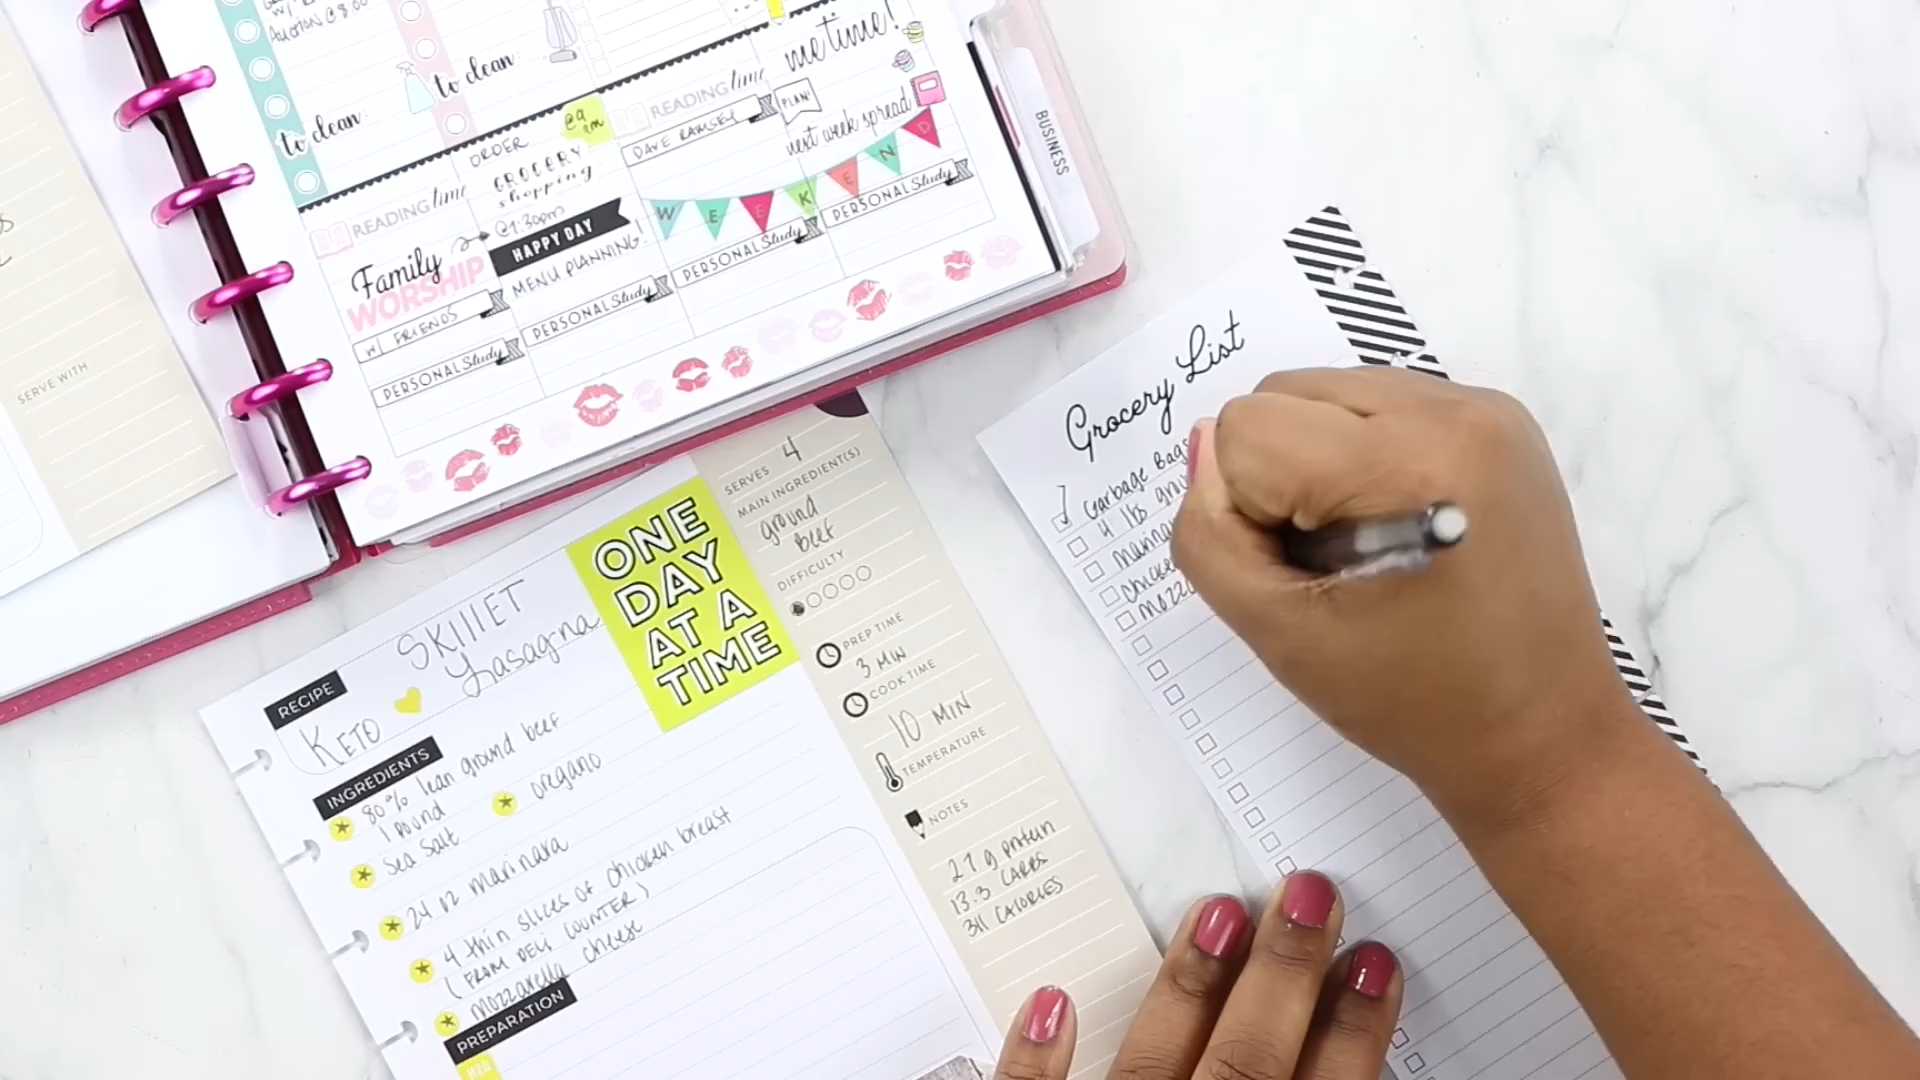 @8:00
to clean:
to clean:
READING time
Family
WORSHIP
W/ FRIENDS
PERSONAL Study
ORDER
@9
am
GROCERY
shopping
@1:30pm
HAPPY DAY
MENU PLANNING!
PERSONAL Study
READING time
DAVE RAMSEY
WEEKEND
PERSONAL Study
me time!
PLAN!
next week spread
PERSONAL Study
BUSINESS
SERVE WITH
RECIPE
SKILLET
KETO Lasagna
ONE
DAY
AT A
TIME
INGREDIENTS
80% lean ground beef
1 pound
Sea Salt
oregano
24 oz marinara
4 thin slices of chicken breast
(FROM DELI COUNTER)
mozzarella cheese
PREPARATION
H2O
SERVES 4
MAIN INGREDIENT(S)
ground
beef
DIFFICULTY
PREP TIME
3 MIN
COOK TIME
10 MIN
TEMPERATURE
NOTES
27 g protein
13.3 CARBS
311 CALORIES
Grocery List
Garbage Bags
4 lbs